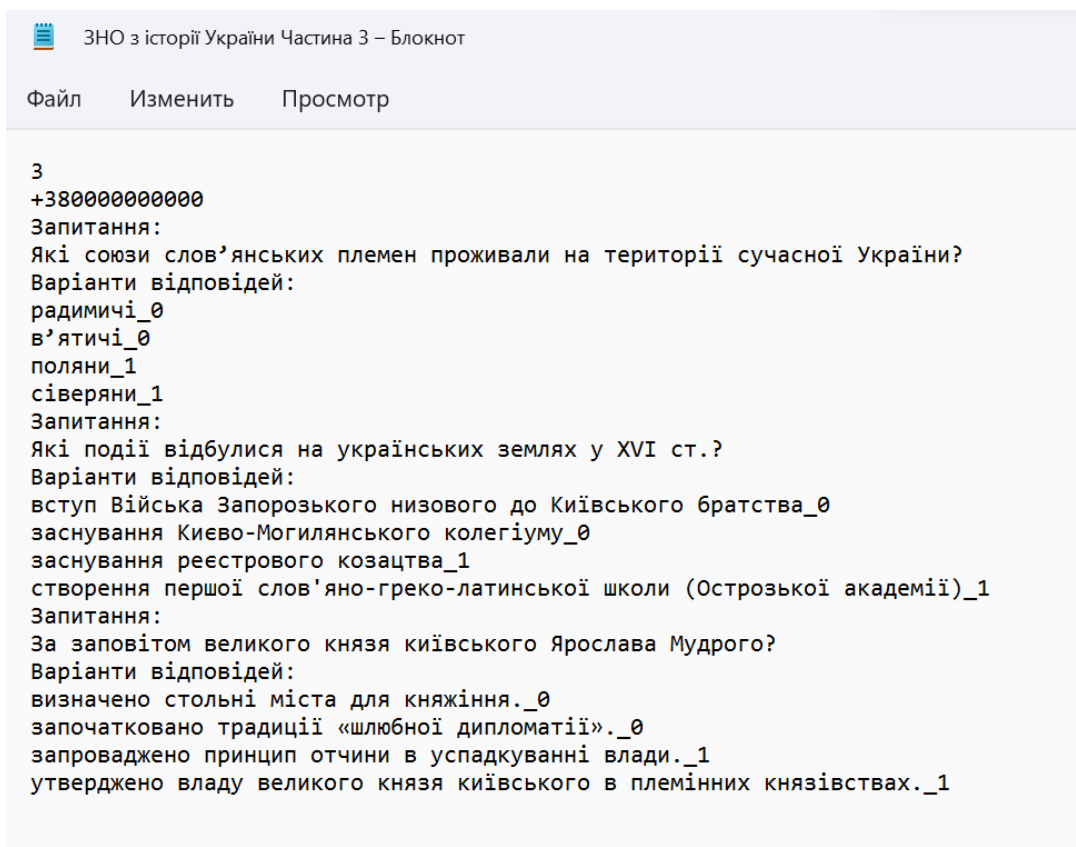 ЗНО з історії України Частина 3 – Блокнот
Файл Изменить Просмотр
3
+380000000000
Запитання:
Які союзи слов’янських племен проживали на території сучасної України?
Варіанти відповідей:
радимичі_0
в’ятичі_0
поляни_1
сіверяни_1
Запитання:
Які події відбулися на українських землях у XVI ст.?
Варіанти відповідей:
вступ Війська Запорозького низового до Київського братства_0
заснування Києво-Могилянського колегіуму_0
заснування реєстрового козацтва_1
створення першої слов'яно-греко-латинської школи (Острозької академії)_1
Запитання:
За заповітом великого князя київського Ярослава Мудрого?
Варіанти відповідей:
визначено стольні міста для княжіння._0
започатковано традиції «шлюбної дипломатії»._0
запроваджено принцип отчини в успадкуванні влади._1
утверджено владу великого князя київського в племінних князівствах._1